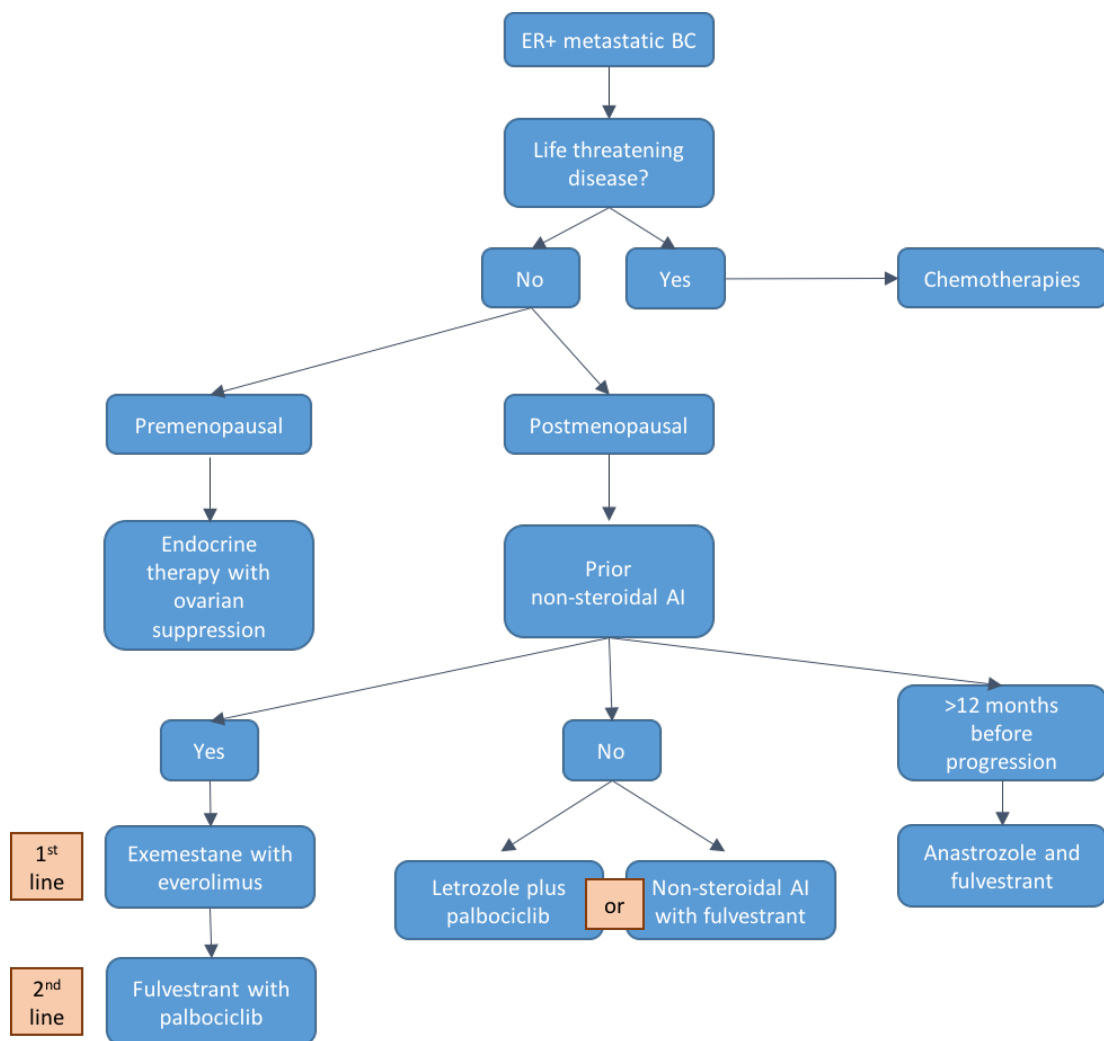 ER+ metastatic BC
Life threatening
disease?
No
Yes
Chemotherapies
Premenopausal
Postmenopausal
Endocrine
therapy with
ovarian
suppression
Prior
non-steroidal AI
Yes
No
>12 months
before
progression
1st
line
Exemestane with
everolimus
Letrozole plus
palbociclib
or
Non-steroidal AI
with fulvestrant
Anastrozole and
fulvestrant
2nd
line
Fulvestrant with
palbociclib